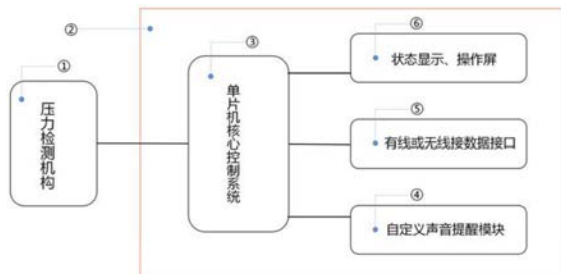 ②
⑥
状态显示、操作屏
①
③
压力检测机构
单片机核心控制系统
⑤
有线或无线接数据接口
④
自定义声音提醒模块